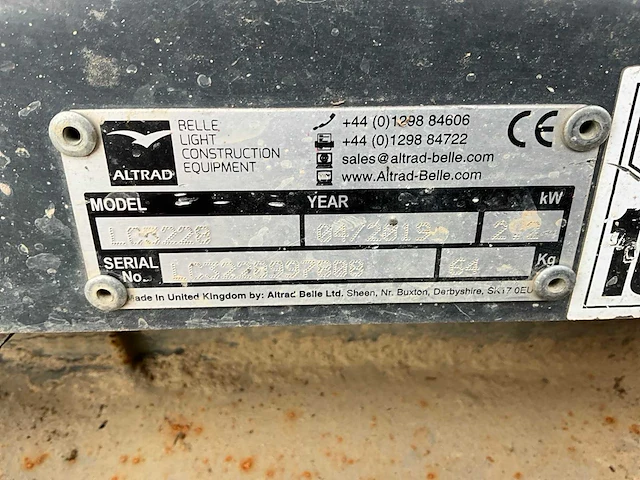 ALTRAD
BELLE
LIGHT
CONSTRUCTION
EQUIPMENT
+44 (0)1298 84606
+44 (0)1298 84722
sales@altrad-belle.com
www.Altrad-Belle.com
CE
MODEL YEAR kW
04/2019
SERIAL
No. 64 Kg
Made in United Kingdom by: Altrad Belle Ltd. Sheen, Nr. Buxton, Derbyshire, SK17 0EU